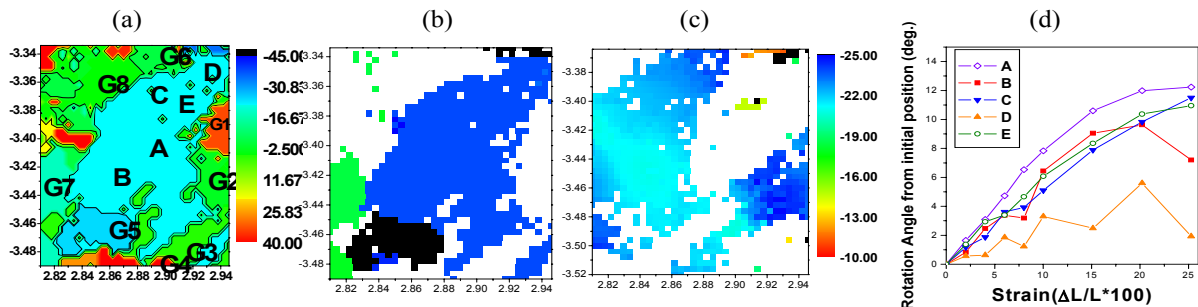 (a)
(b)
(c)
(d)
-3.34
-3.36
-3.38
-3.40
-3.42
-3.44
-3.46
-3.48
2.82 2.84 2.86 2.88 2.90 2.92 2.94
G6
D
G8
C
E
G1
A
B
G7
G2
G5
G3
G4
-45.00
-30.83
-16.67
-2.500
11.67
25.83
40.00
-3.34
-3.36
-3.38
-3.40
-3.42
-3.44
-3.46
-3.48
2.82 2.84 2.86 2.88 2.90 2.92 2.94
-3.38
-3.40
-3.42
-3.44
-3.46
-3.48
-3.50
-3.52
2.82 2.84 2.86 2.88 2.90 2.92 2.94
-25.00
-22.50
-20.00
-17.50
-15.00
-12.50
-10.00
Rotation Angle from initial position (deg.)
14
12
10
8
6
4
2
0
A
B
C
D
E
0 5 10 15 20 25
Strain(ΔL/L*100)